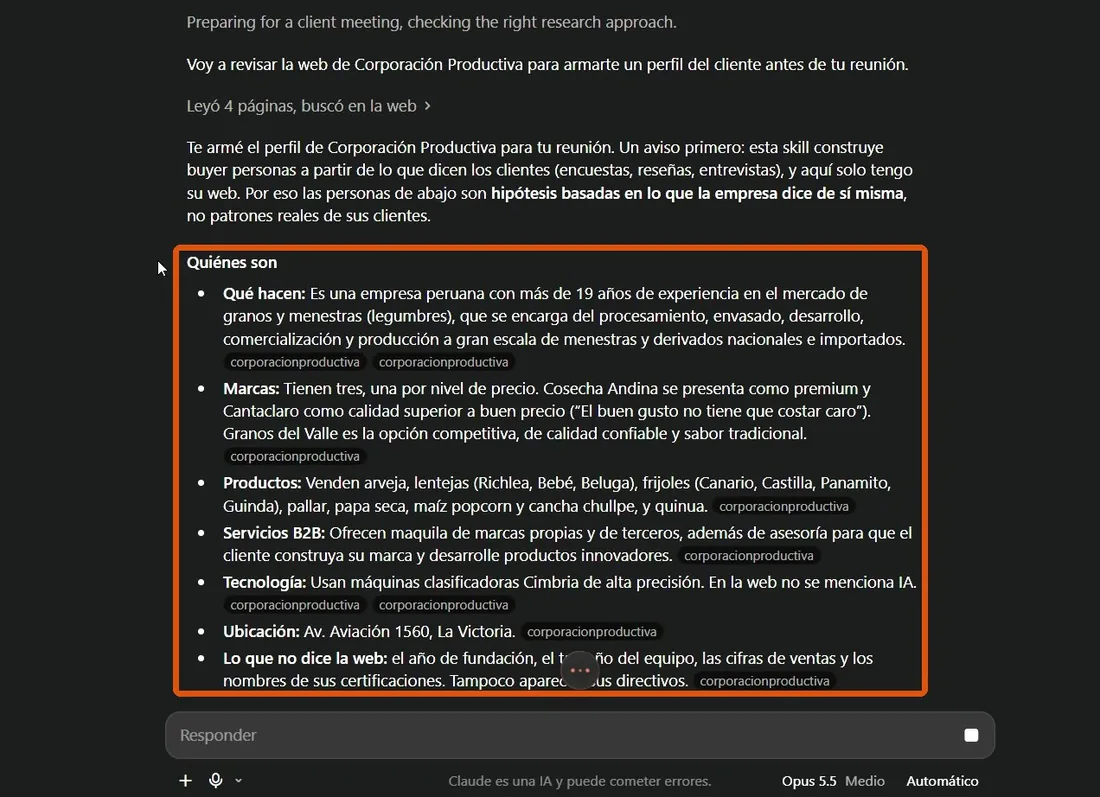 Preparing for a client meeting, checking the right research approach.
Voy a revisar la web de Corporación Productiva para armarte un perfil del cliente antes de tu reunión.
Leyó 4 páginas, buscó en la web >
Te armé el perfil de Corporación Productiva para tu reunión. Un aviso primero: esta skill construye
buyer personas a partir de lo que dicen los clientes (encuestas, reseñas, entrevistas), y aquí solo tengo
su web. Por eso las personas de abajo son hipótesis basadas en lo que la empresa dice de sí misma,
no patrones reales de sus clientes.
Quiénes son
• Qué hacen: Es una empresa peruana con más de 19 años de experiencia en el mercado de
granos y menestras (legumbres), que se encarga del procesamiento, envasado, desarrollo,
comercialización y producción a gran escala de menestras y derivados nacionales e importados.
corporacionproductiva corporacionproductiva
• Marcas: Tienen tres, una por nivel de precio. Cosecha Andina se presenta como premium y
Cantaclaro como calidad superior a buen precio (“El buen gusto no tiene que costar caro”).
Granos del Valle es la opción competitiva, de calidad confiable y sabor tradicional.
corporacionproductiva
• Productos: Venden arveja, lentejas (Richlea, Bebé, Beluga), frijoles (Canario, Castilla, Panamito,
Guinda), pallar, papa seca, maíz popcorn y cancha chullpe, y quinua. corporacionproductiva
• Servicios B2B: Ofrecen maquila de marcas propias y de terceros, además de asesoría para que el
cliente construya su marca y desarrolle productos innovadores. corporacionproductiva
• Tecnología: Usan máquinas clasificadoras Cimbria de alta precisión. En la web no se menciona IA.
corporacionproductiva corporacionproductiva
• Ubicación: Av. Aviación 1560, La Victoria. corporacionproductiva
• Lo que no dice la web: el año de fundación, el del equipo, las cifras de ventas y los
nombres de sus certificaciones. Tampoco directivos. corporacionproductiva
Responder
Claude es una IA y puede cometer errores. Opus 5.5 Medio Automático